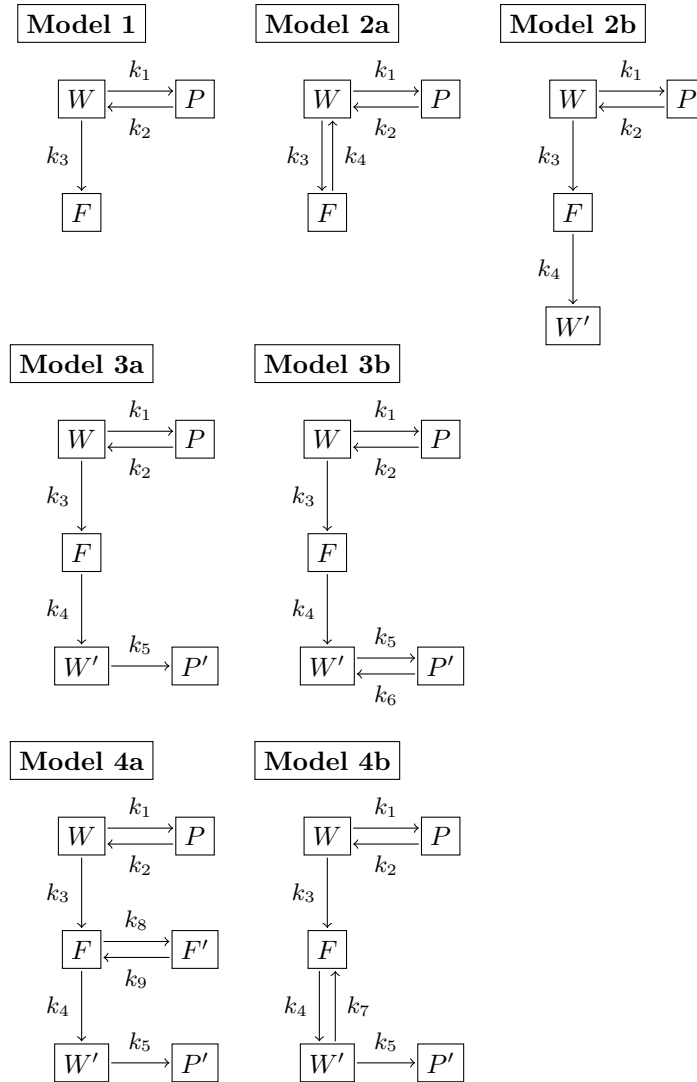 Model 1 Model 2a Model 2b
k₁ k₁ k₁
W P W P W P
k₂ k₂ k₂
k₃ k₃ k₄ k₃
F F F
k₄
W′
Model 3a Model 3b
k₁ k₁
W P W P
k₂ k₂
k₃ k₃
F F
k₄ k₄
k₅ k₅
W′ P′ W′ P′
k₆
Model 4a Model 4b
k₁ k₁
W P W P
k₂ k₂
k₃ k₃
k₈
F F′ F
k₉
k₄ k₄ k₇
k₅ k₅
W′ P′ W′ P′